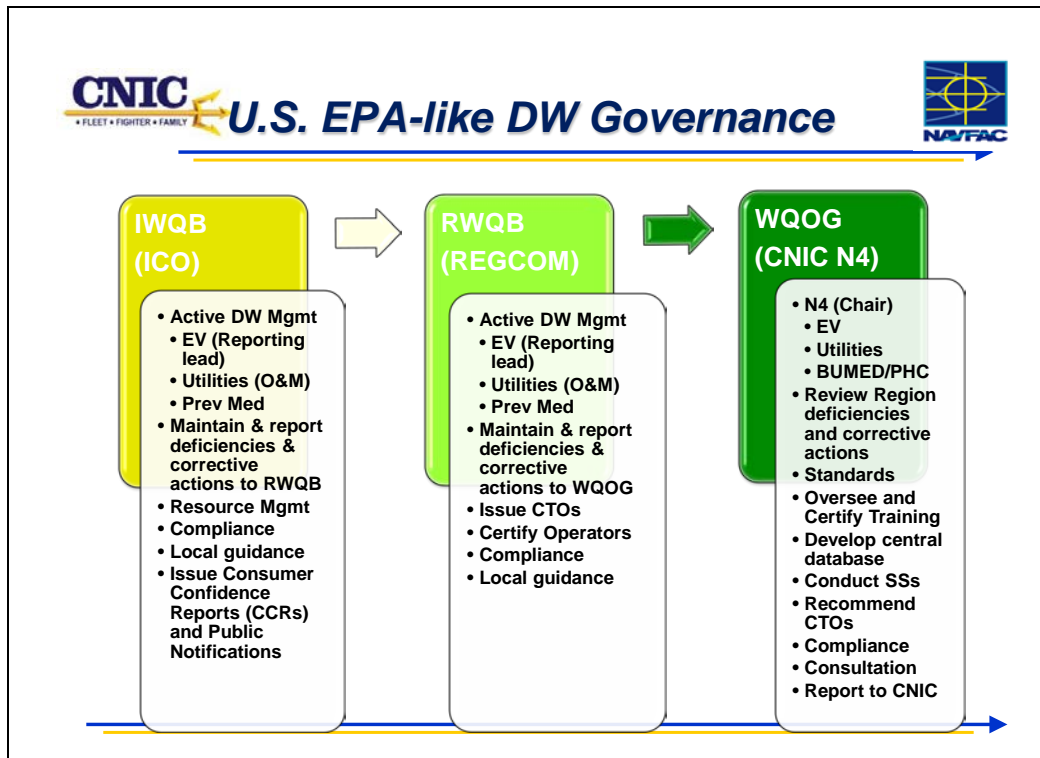 CNIC
• FLEET • FIGHTER • FAMILY
U.S. EPA-like DW Governance
NAVFAC
IWQB
(ICO)
• Active DW Mgmt
• EV (Reporting
lead)
• Utilities (O&M)
• Prev Med
• Maintain & report
deficiencies &
corrective
actions to RWQB
• Resource Mgmt
• Compliance
• Local guidance
• Issue Consumer
Confidence
Reports (CCRs)
and Public
Notifications
RWQB
(REGCOM)
• Active DW Mgmt
• EV (Reporting
lead)
• Utilities (O&M)
• Prev Med
• Maintain & report
deficiencies &
corrective
actions to WQOG
• Issue CTOs
• Certify Operators
• Compliance
• Local guidance
WQOG
(CNIC N4)
• N4 (Chair)
• EV
• Utilities
• BUMED/PHC
• Review Region
deficiencies
and corrective
actions
• Standards
• Oversee and
Certify Training
• Develop central
database
• Conduct SSs
• Recommend
CTOs
• Compliance
• Consultation
• Report to CNIC